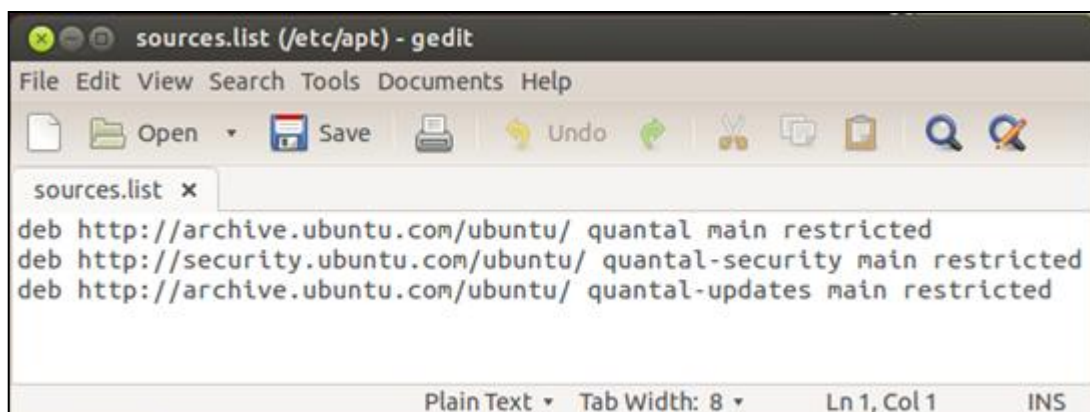 sources.list (/etc/apt) - gedit
File Edit View Search Tools Documents Help
Open Save Undo
sources.list ×
deb http://archive.ubuntu.com/ubuntu/ quantal main restricted
deb http://security.ubuntu.com/ubuntu/ quantal-security main restricted
deb http://archive.ubuntu.com/ubuntu/ quantal-updates main restricted
Plain Text Tab Width: 8 Ln 1, Col 1 INS